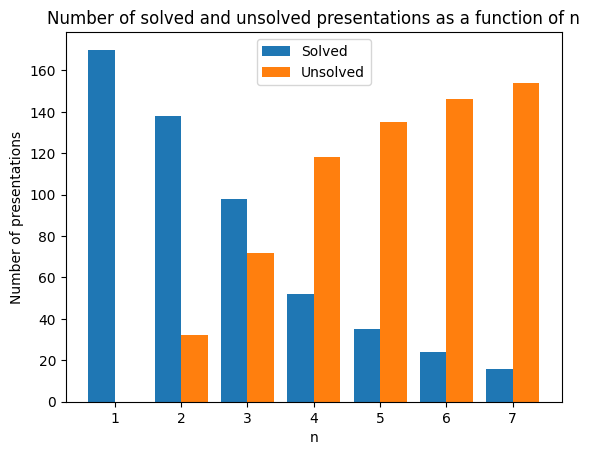 Number of solved and unsolved presentations as a function of n
Solved
Unsolved
Number of presentations
160
140
120
100
80
60
40
20
0
1 2 3 4 5 6 7
n